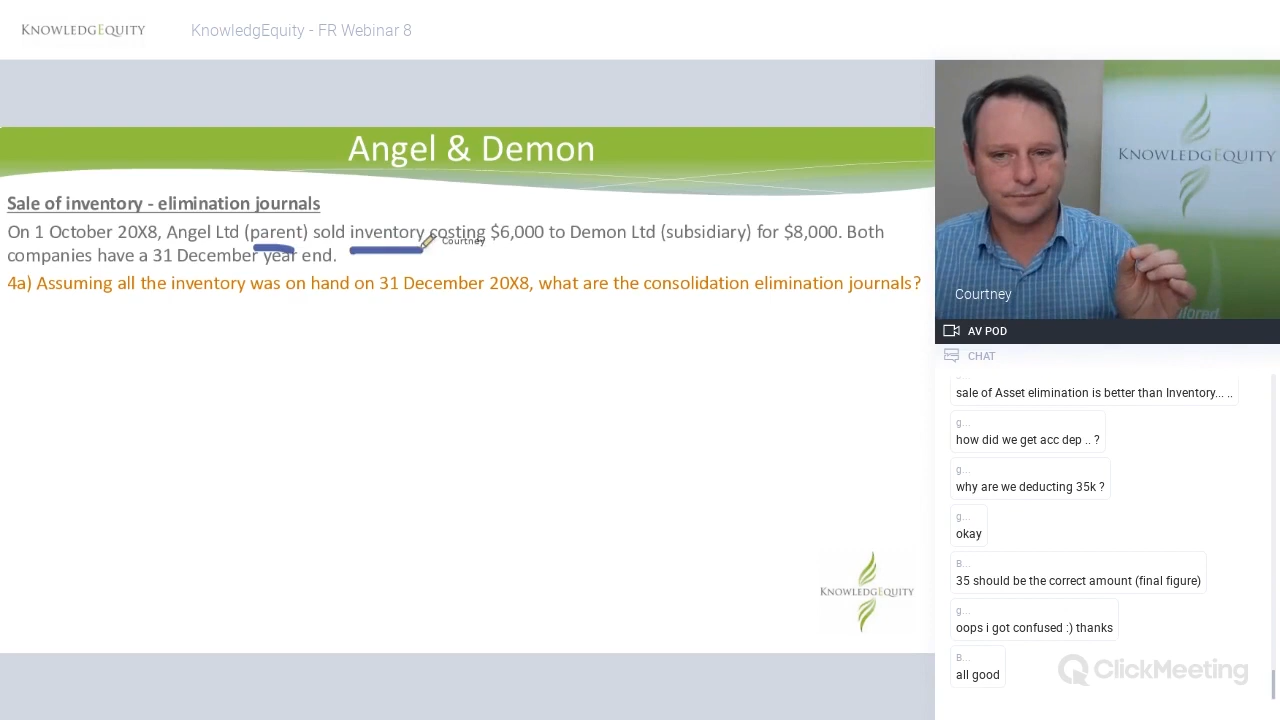 KNOWLEDGEQUITY
KnowledgEquity - FR Webinar 8
Angel & Demon
Sale of inventory - elimination journals
On 1 October 20X8, Angel Ltd (parent) sold inventory costing $6,000 to Demon Ltd (subsidiary) for $8,000. Both
companies have a 31 December year end.
Courtney
4a) Assuming all the inventory was on hand on 31 December 20X8, what are the consolidation elimination journals?
KNOWLEDGEQUITY
KNOWLEDGEQUITY
Courtney
AV POD
CHAT
sale of Asset elimination is better than Inventory... ..
g...
how did we get acc dep .. ?
g...
why are we deducting 35k ?
g...
okay
B...
35 should be the correct amount (final figure)
g...
oops i got confused :) thanks
B...
all good
ClickMeeting